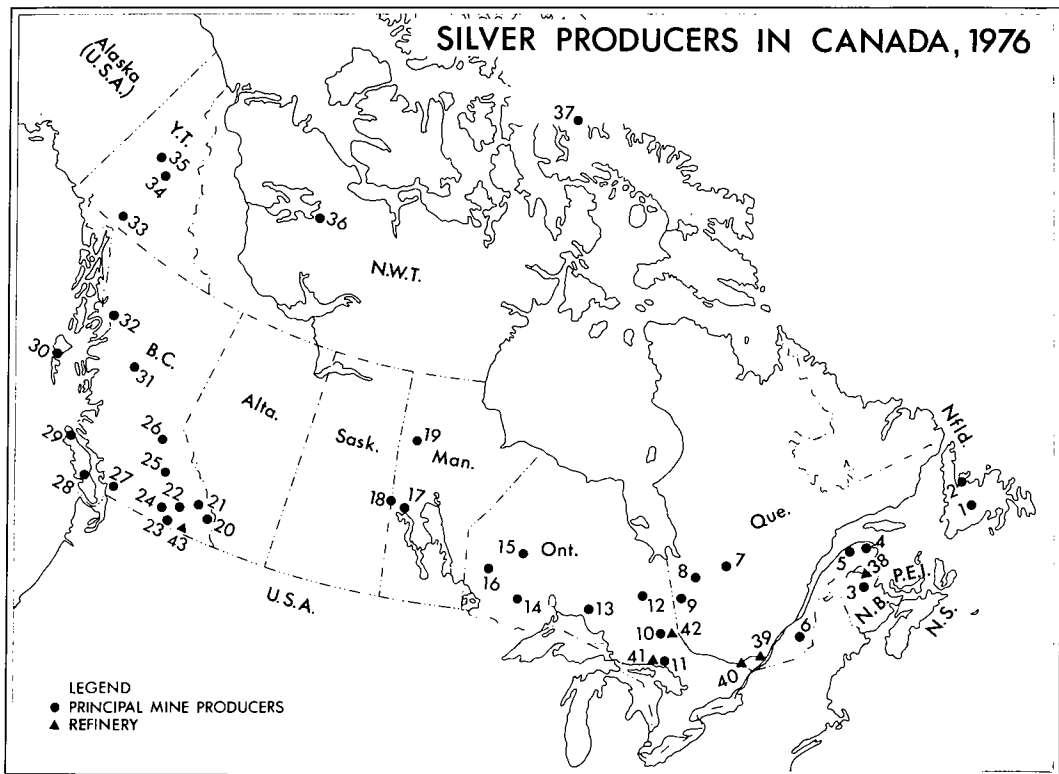 SILVER PRODUCERS IN CANADA, 1976
Alaska
(U.S.A.)
37
Y.T.
35
34
33
36
N.W.T.
32
30
B.C.
31
Alta.
Sask.
19
Man.
29
26
25
28
27
24
22
21
23
43
20
18
17
U.S.A.
15
Ont.
16
14
13
12
8
7
9
10
42
41
11
Que.
39
40
6
5
4
38
3
P.E.I.
N.B.
N.S.
Nfld.
2
1
LEGEND
● PRINCIPAL MINE PRODUCERS
▲ REFINERY